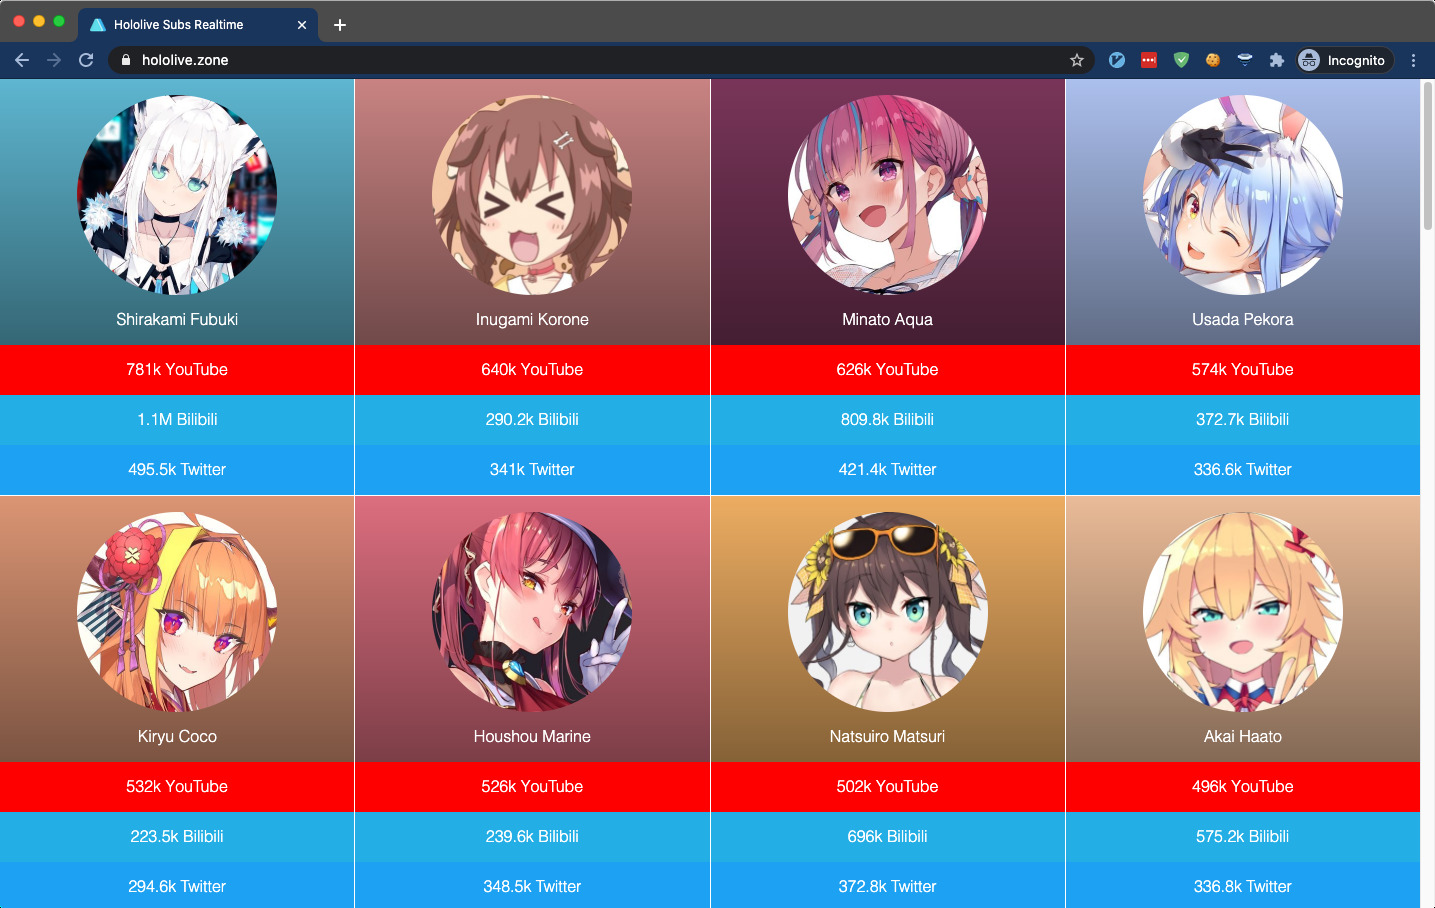 Hololive Subs Realtime
hololive.zone
Incognito
Shirakami Fubuki
Inugami Korone
Minato Aqua
Usada Pekora
781k YouTube
640k YouTube
626k YouTube
574k YouTube
1.1M Bilibili
290.2k Bilibili
809.8k Bilibili
372.7k Bilibili
495.5k Twitter
341k Twitter
421.4k Twitter
336.6k Twitter
Kiryu Coco
Houshou Marine
Natsuiro Matsuri
Akai Haato
532k YouTube
526k YouTube
502k YouTube
496k YouTube
223.5k Bilibili
239.6k Bilibili
696k Bilibili
575.2k Bilibili
294.6k Twitter
348.5k Twitter
372.8k Twitter
336.8k Twitter